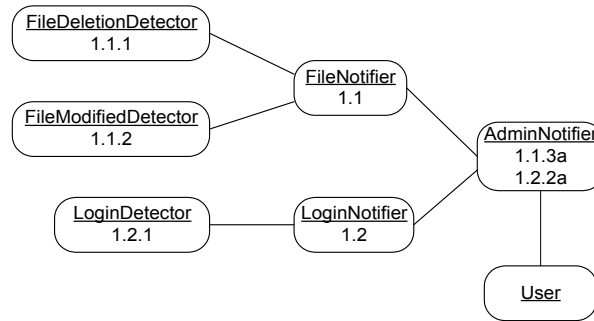 FileDeletionDetector
1.1.1
FileNotifier
1.1
FileModifiedDetector
1.1.2
AdminNotifier
1.1.3a
1.2.2a
LoginDetector
1.2.1
LoginNotifier
1.2
User